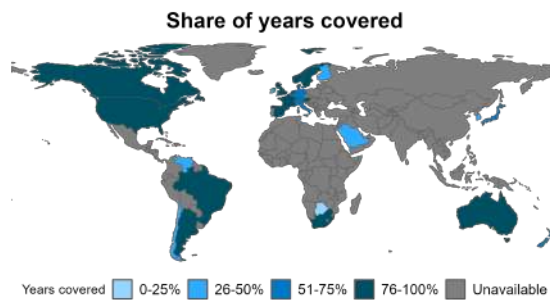 Share of years covered
Years covered 0-25% 26-50% 51-75% 76-100% Unavailable